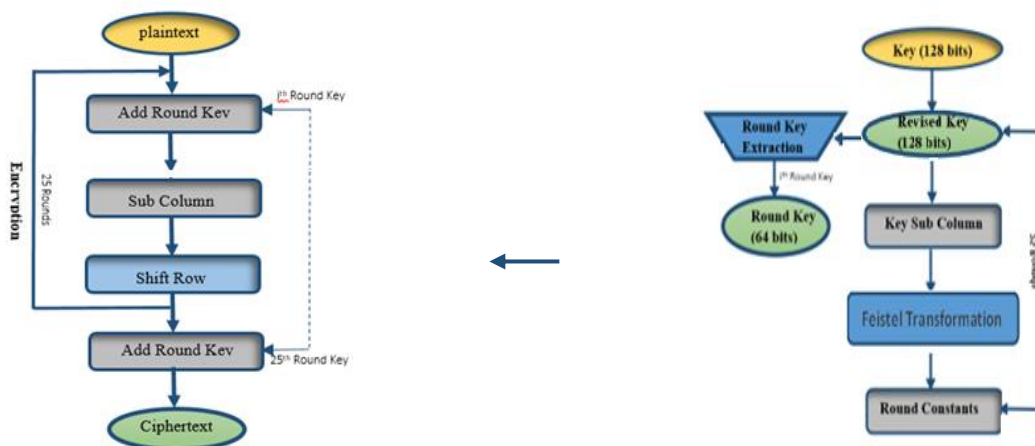 plaintext
Add Round Kev
Sub Column
Shift Row
Add Round Kev
Ciphertext
Encryption
25 Rounds
ith Round Key
25th Round Key
Key (128 bits)
Revised Key
(128 bits)
Round Key
Extraction
ith Round Key
Round Key
(64 bits)
Key Sub Column
Feistel Transformation
Round Constants